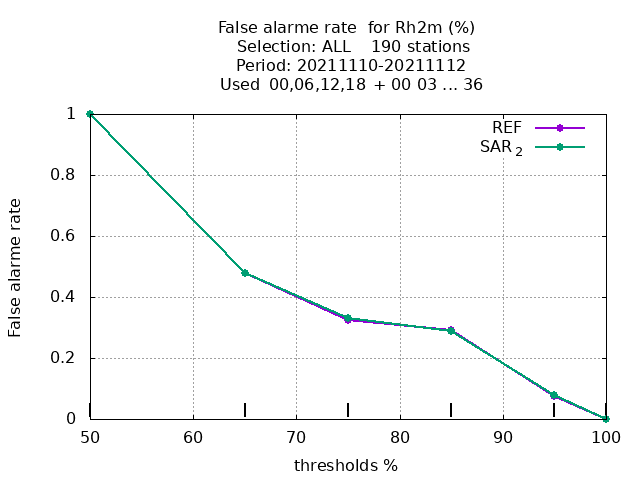 False alarme rate for Rh2m (%)
Selection: ALL 190 stations
Period: 20211110-20211112
Used 00,06,12,18 + 00 03 ... 36
REF
SAR 2
1
0.8
0.6
0.4
0.2
0
False alarme rate
50 60 70 80 90 100
thresholds %